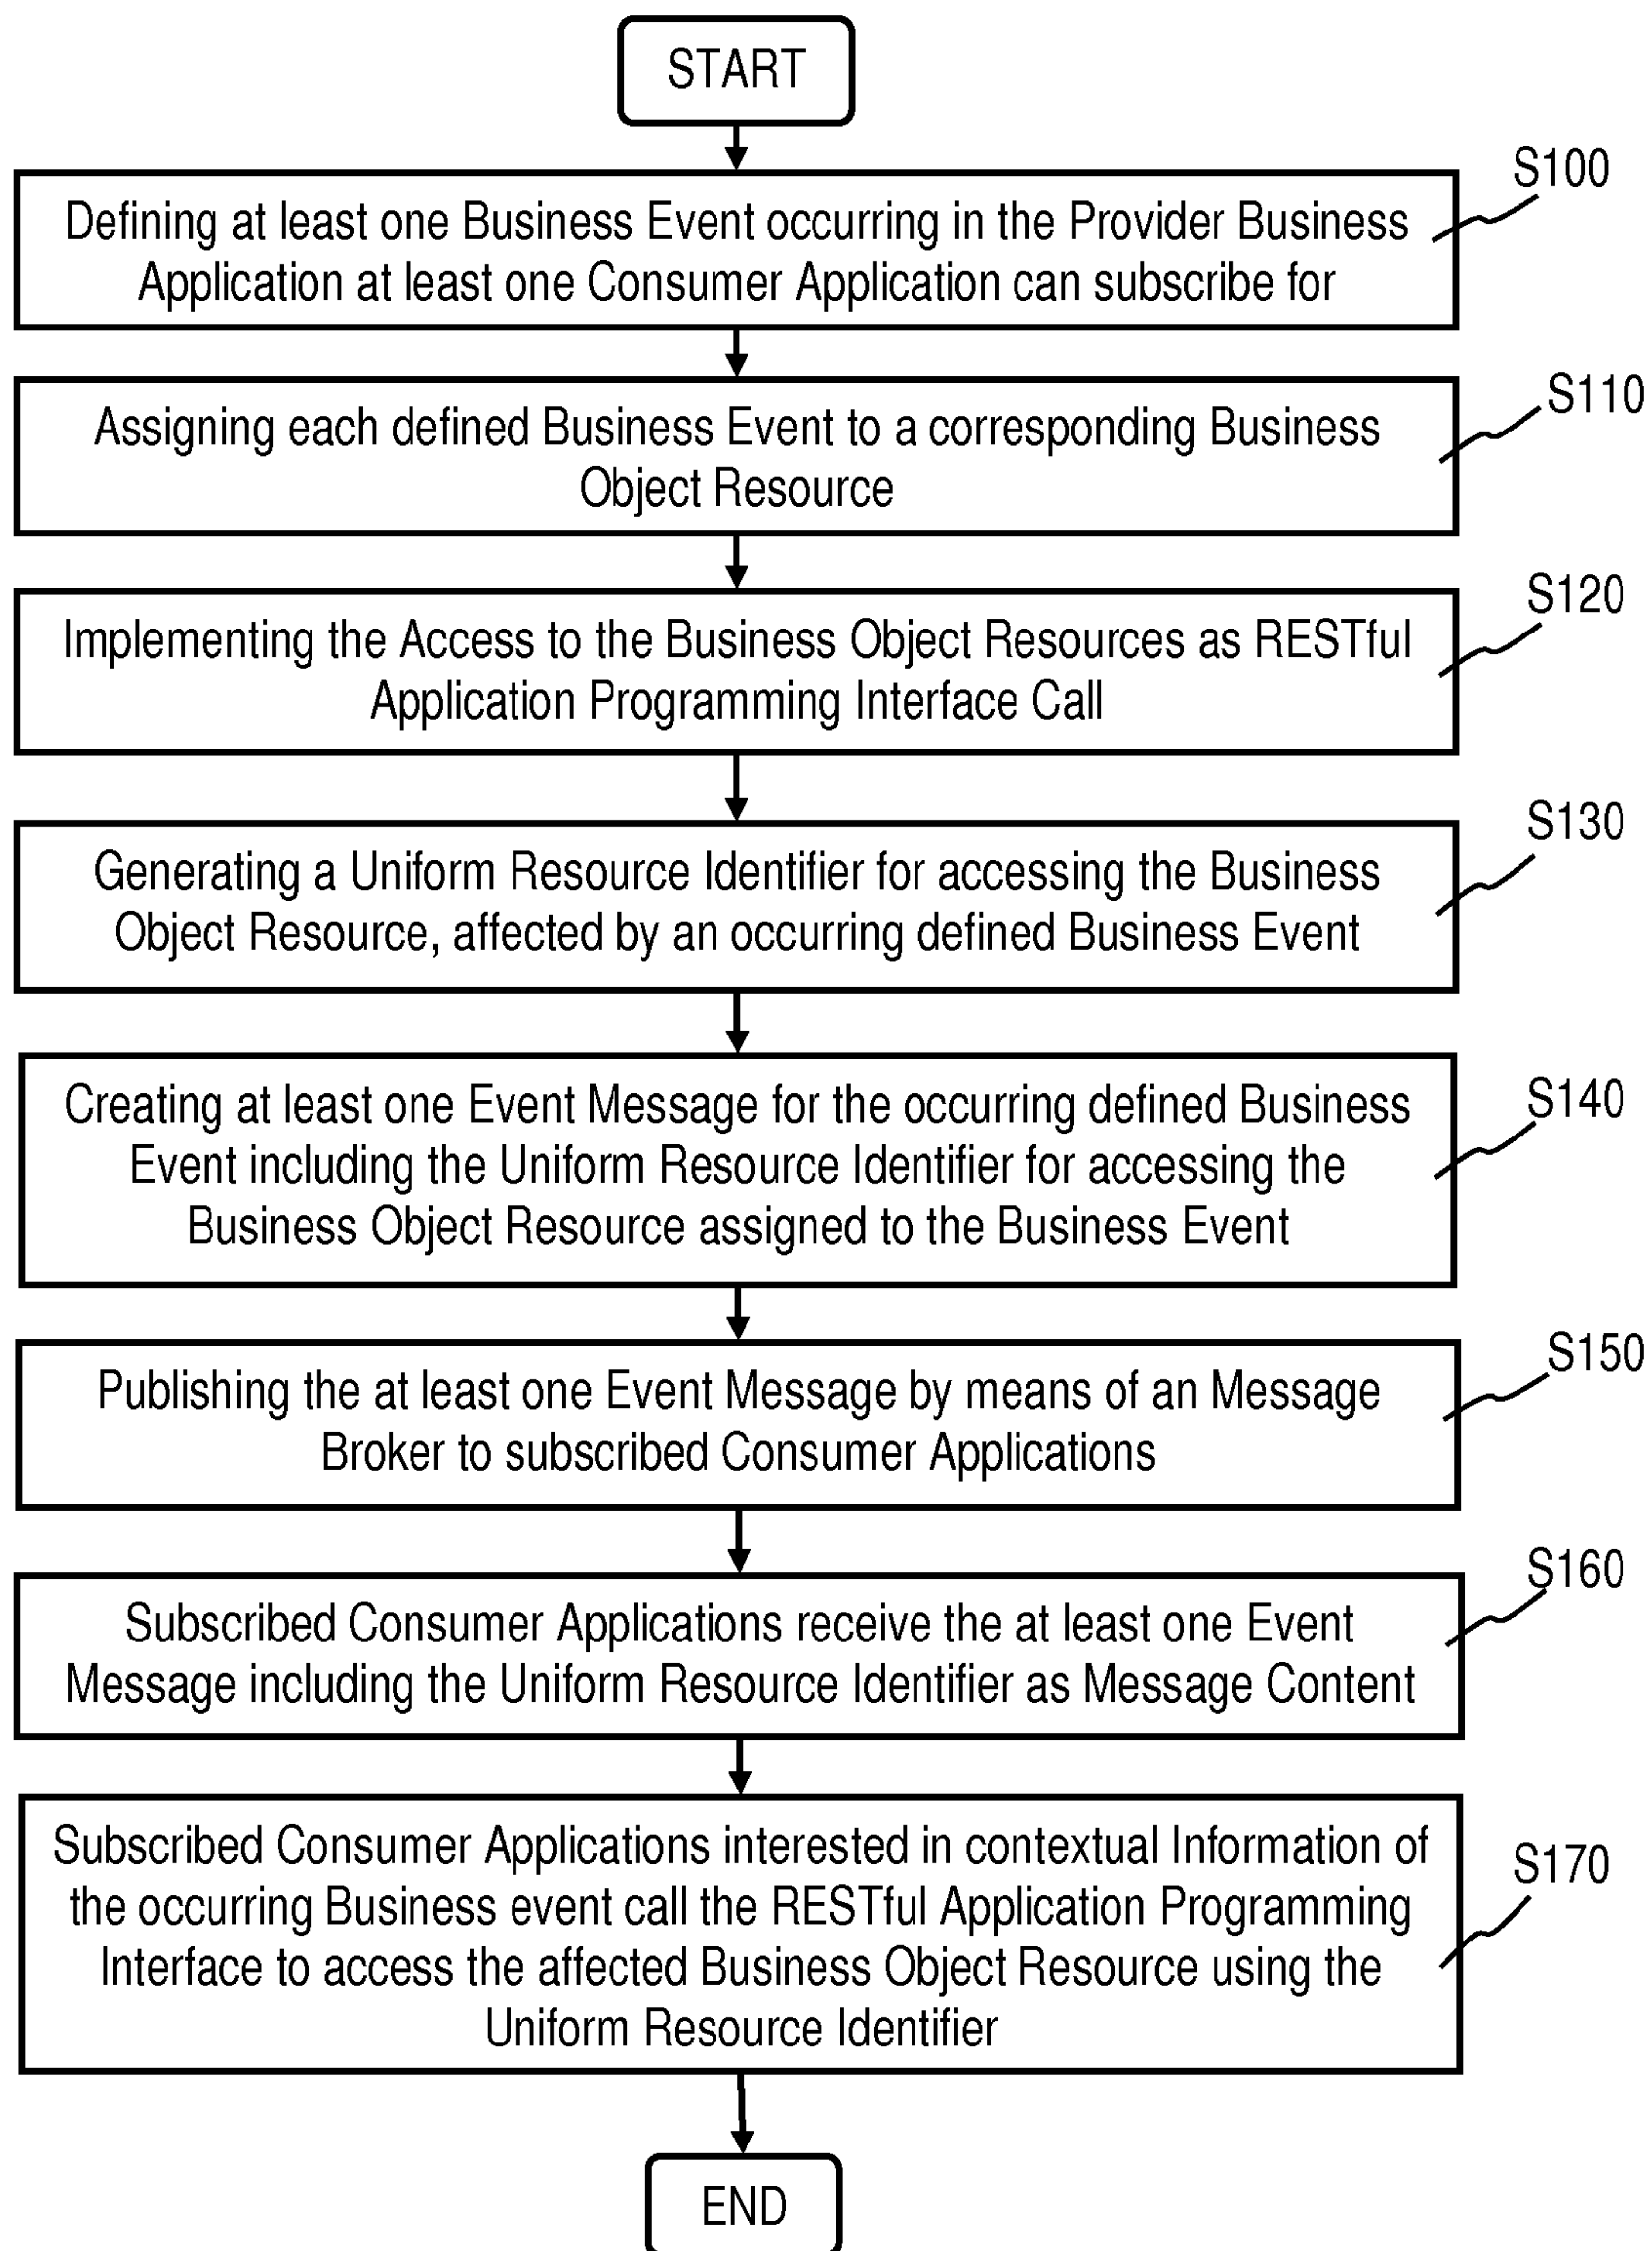 START
S100
Defining at least one Business Event occurring in the Provider Business
Application at least one Consumer Application can subscribe for
S110
Assigning each defined Business Event to a corresponding Business
Object Resource
S120
Implementing the Access to the Business Object Resources as RESTful
Application Programming Interface Call
S130
Generating a Uniform Resource Identifier for accessing the Business
Object Resource, affected by an occurring defined Business Event
S140
Creating at least one Event Message for the occurring defined Business
Event including the Uniform Resource Identifier for accessing the
Business Object Resource assigned to the Business Event
S150
Publishing the at least one Event Message by means of an Message
Broker to subscribed Consumer Applications
S160
Subscribed Consumer Applications receive the at least one Event
Message including the Uniform Resource Identifier as Message Content
S170
Subscribed Consumer Applications interested in contextual Information of
the occurring Business event call the RESTful Application Programming
Interface to access the affected Business Object Resource using the
Uniform Resource Identifier
END